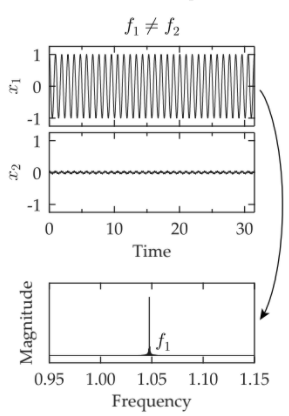 f₁ ≠ f₂
x₁
1
0
-1
x₂
1
0
-1
0 10 20 30
Time
Magnitude
f₁
0.95 1.00 1.05 1.10 1.15
Frequency